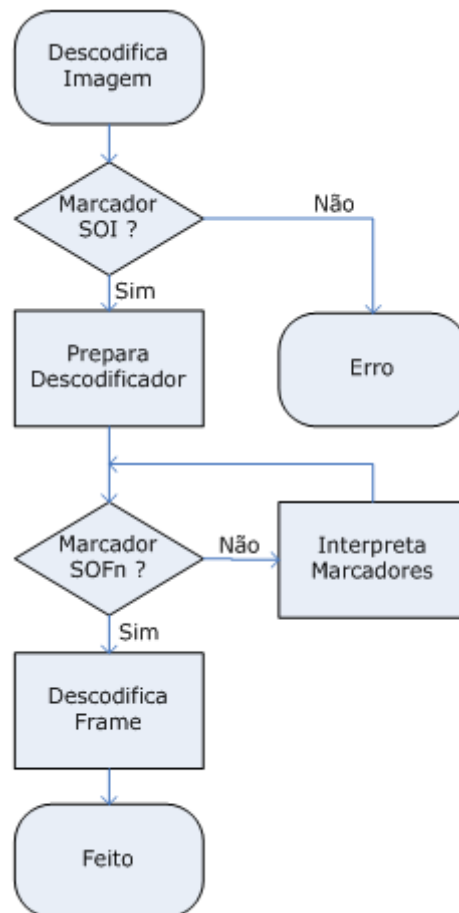 Descodifica
Imagem
Marcador
SOI ?
Não
Sim
Prepara
Descodificador
Erro
Marcador
SOFn ?
Não
Interpreta
Marcadores
Sim
Descodifica
Frame
Feito